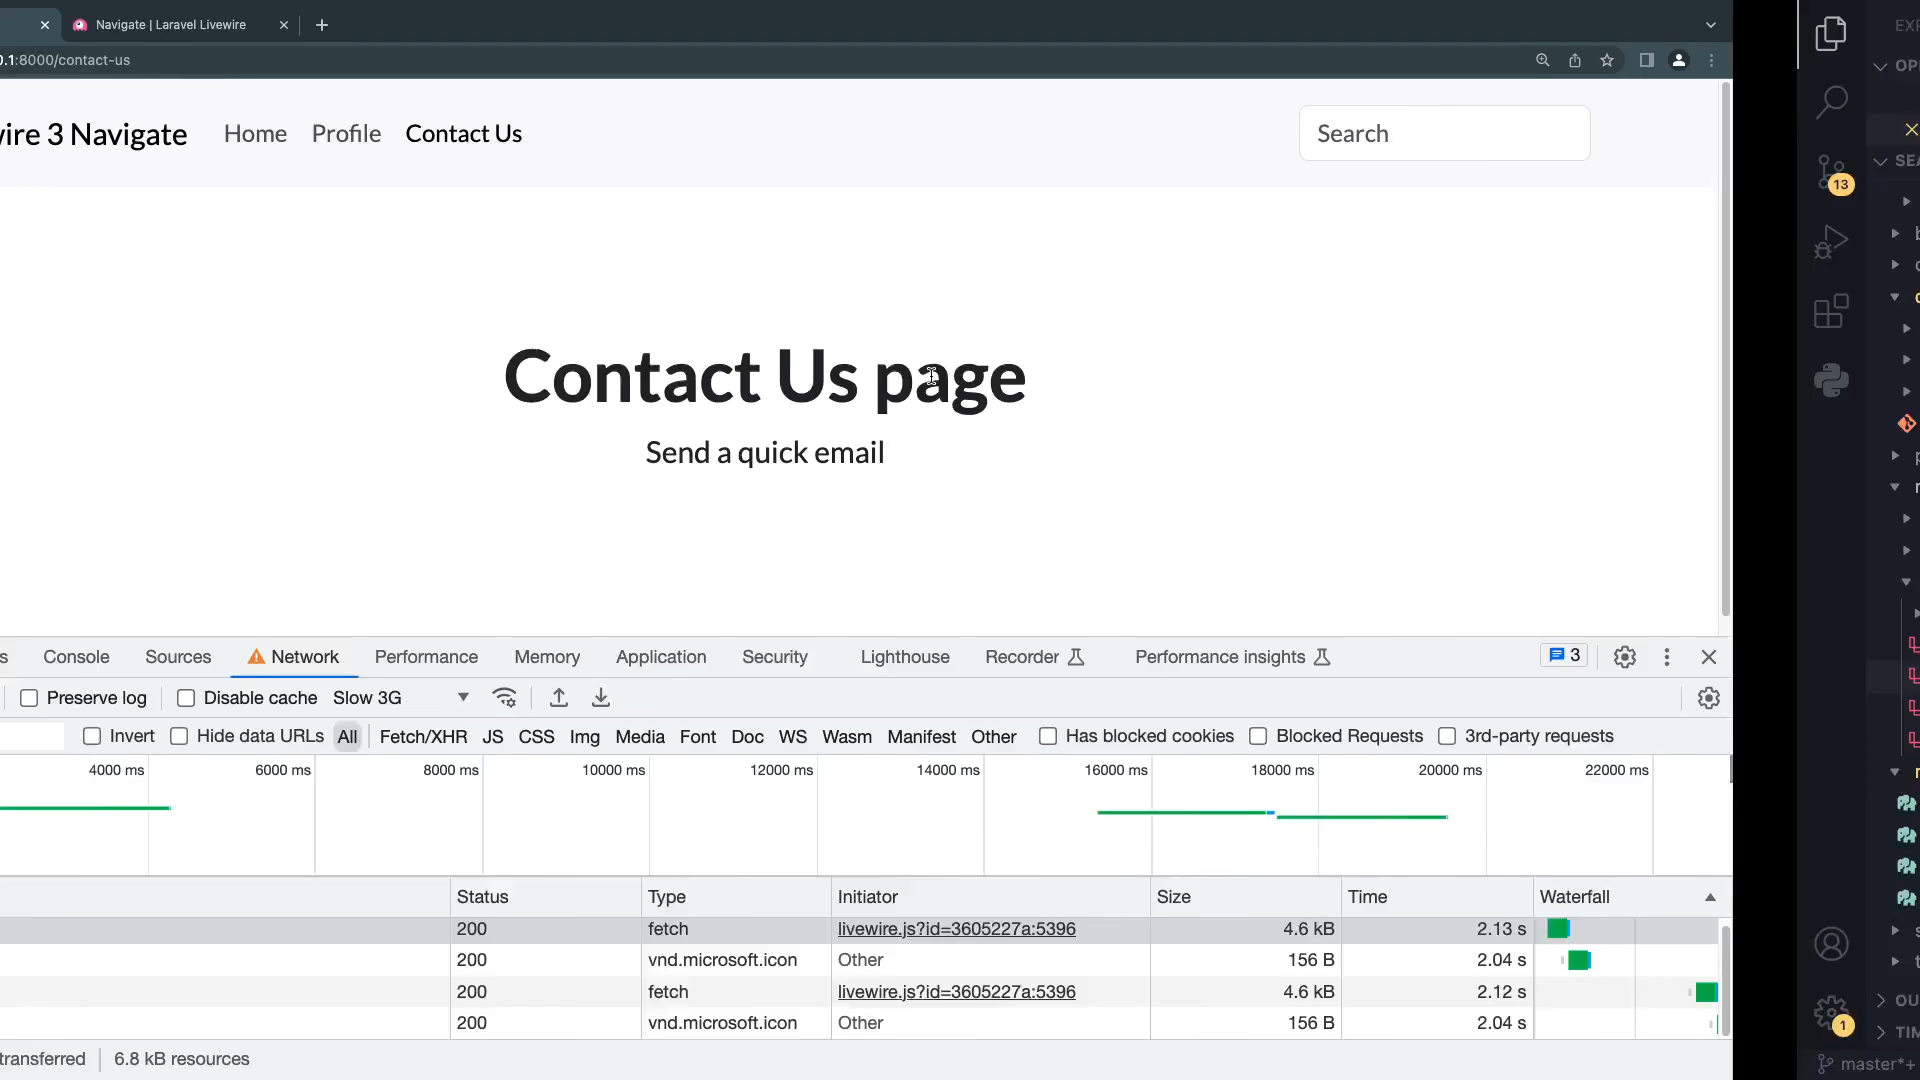 Navigate | Laravel Livewire
0.1:8000/contact-us
wire 3 Navigate Home Profile Contact Us Search
Contact Us page
Send a quick email
s Console Sources Network Performance Memory Application Security Lighthouse Recorder Performance insights 3
Preserve log Disable cache Slow 3G
Invert Hide data URLs All Fetch/XHR JS CSS Img Media Font Doc WS Wasm Manifest Other Has blocked cookies Blocked Requests 3rd-party requests
4000 ms 6000 ms 8000 ms 10000 ms 12000 ms 14000 ms 16000 ms 18000 ms 20000 ms 22000 ms
Status Type Initiator Size Time Waterfall
200 fetch livewire.js?id=3605227a:5396 4.6 kB 2.13 s
200 vnd.microsoft.icon Other 156 B 2.04 s
200 fetch livewire.js?id=3605227a:5396 4.6 kB 2.12 s
200 vnd.microsoft.icon Other 156 B 2.04 s
transferred 6.8 kB resources
EXP
OPE
SEA
13
OU
TIM
1
master*+